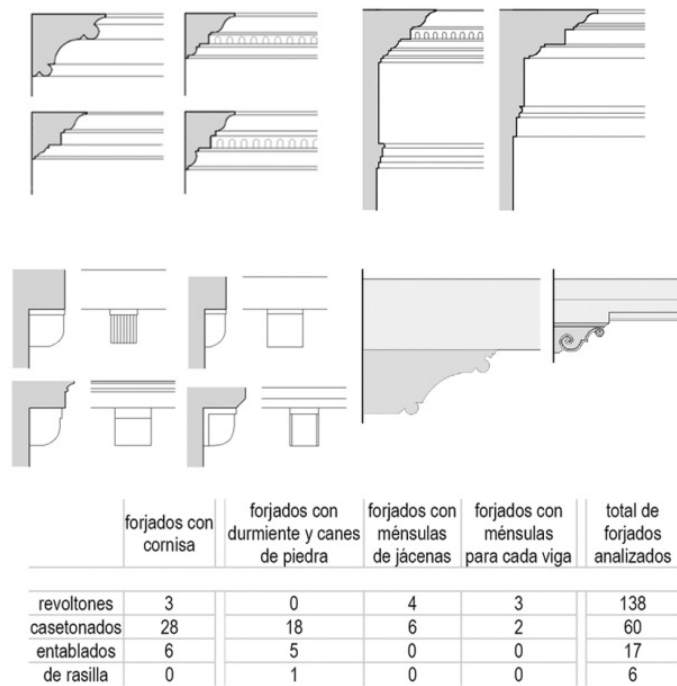 forjados con cornisa | forjados con durmiente y canes de piedra | forjados con ménsulas de jácenas | forjados con ménsulas para cada viga | total de forjados analizados
revoltones 3 0 4 3 138
casetonados 28 18 6 2 60
entablados 6 5 0 0 17
de rasilla 0 1 0 0 6